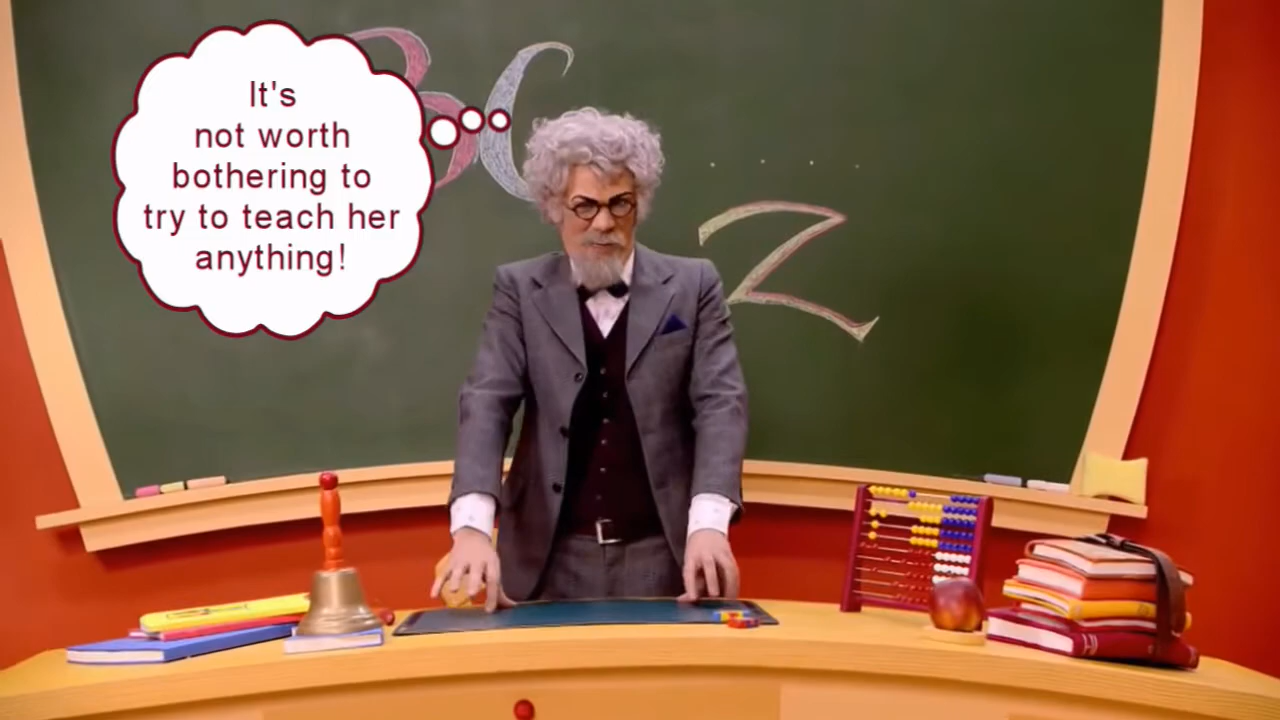 It's
not worth
bothering to
try to teach her
anything!
B C
. . . .
Z